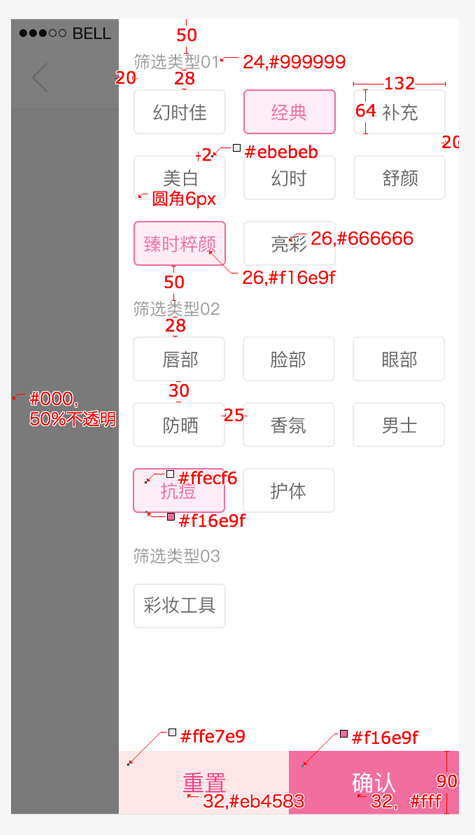 ●●●○○ BELL
50
筛选类型01
24,#999999
20
28
132
幻时佳
经典
64
补充
20
2
#ebebeb
美白
幻时
舒颜
圆角6px
臻时粹颜
亮彩
26,#666666
26,#f16e9f
50
筛选类型02
28
唇部
脸部
眼部
30
#000,
50%不透明
防晒
25
香氛
男士
#ffecf6
抗痘
护体
#f16e9f
筛选类型03
彩妆工具
#ffe7e9
#f16e9f
重置
确认
90
32,#eb4583
32，#fff